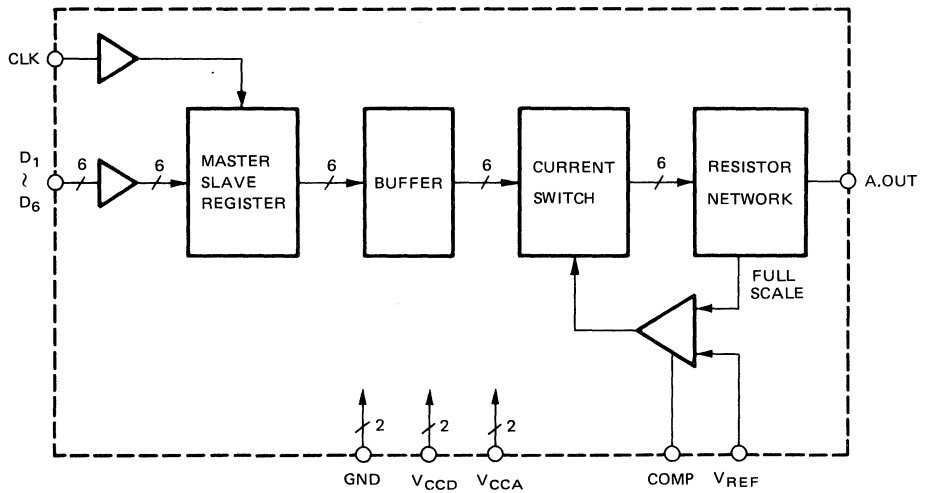 CLK
D1
≀
D6
6
6
MASTER
SLAVE
REGISTER
6
BUFFER
6
CURRENT
SWITCH
6
RESISTOR
NETWORK
A.OUT
FULL
SCALE
2
2
2
GND
VCCD
VCCA
COMP
VREF